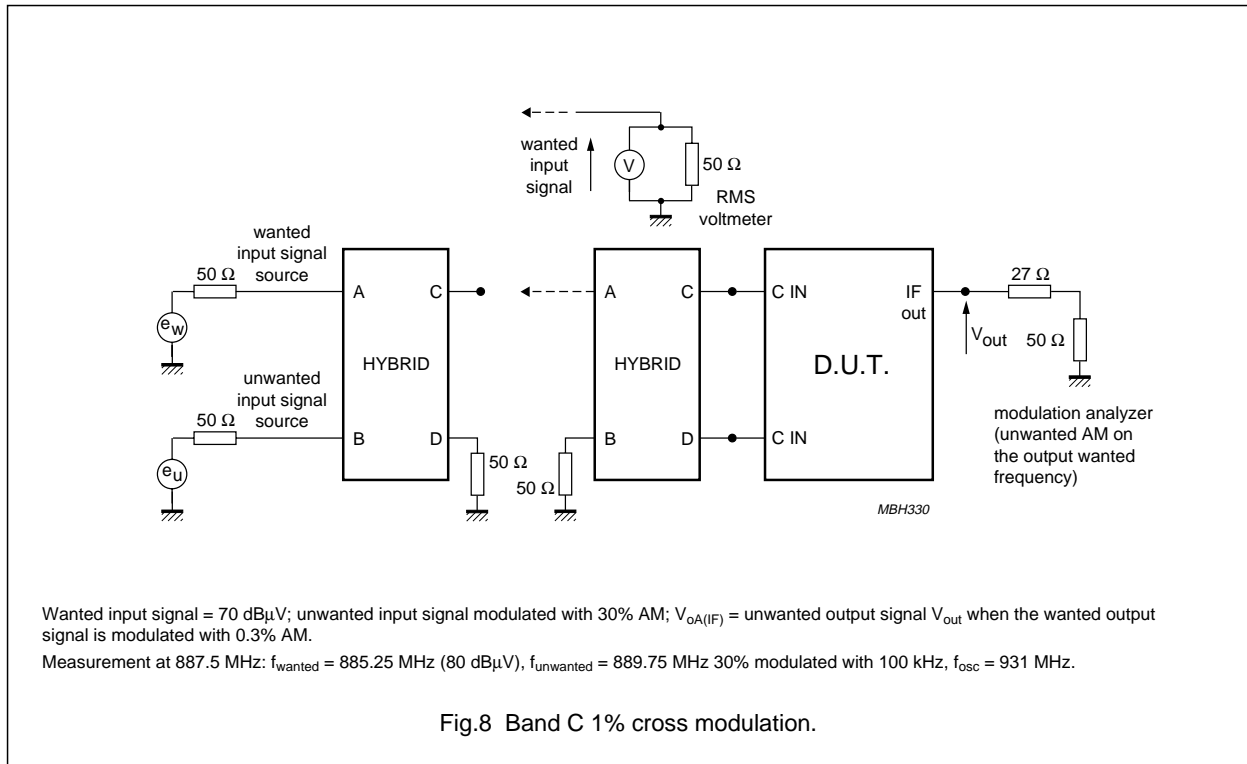 wanted
input
signal
V
50 Ω
RMS
voltmeter
wanted
input signal
source
50 Ω
e_w
A
C
HYBRID
unwanted
input signal
source
50 Ω
e_u
B
D
50 Ω
A
C
HYBRID
B
D
50 Ω
C IN
IF
out
D.U.T.
C IN
V_out
27 Ω
50 Ω
modulation analyzer
(unwanted AM on
the output wanted
frequency)
MBH330
Wanted input signal = 70 dBµV; unwanted input signal modulated with 30% AM; V_oA(IF) = unwanted output signal V_out when the wanted output
signal is modulated with 0.3% AM.
Measurement at 887.5 MHz: f_wanted = 885.25 MHz (80 dBµV), f_unwanted = 889.75 MHz 30% modulated with 100 kHz, f_osc = 931 MHz.
Fig.8 Band C 1% cross modulation.